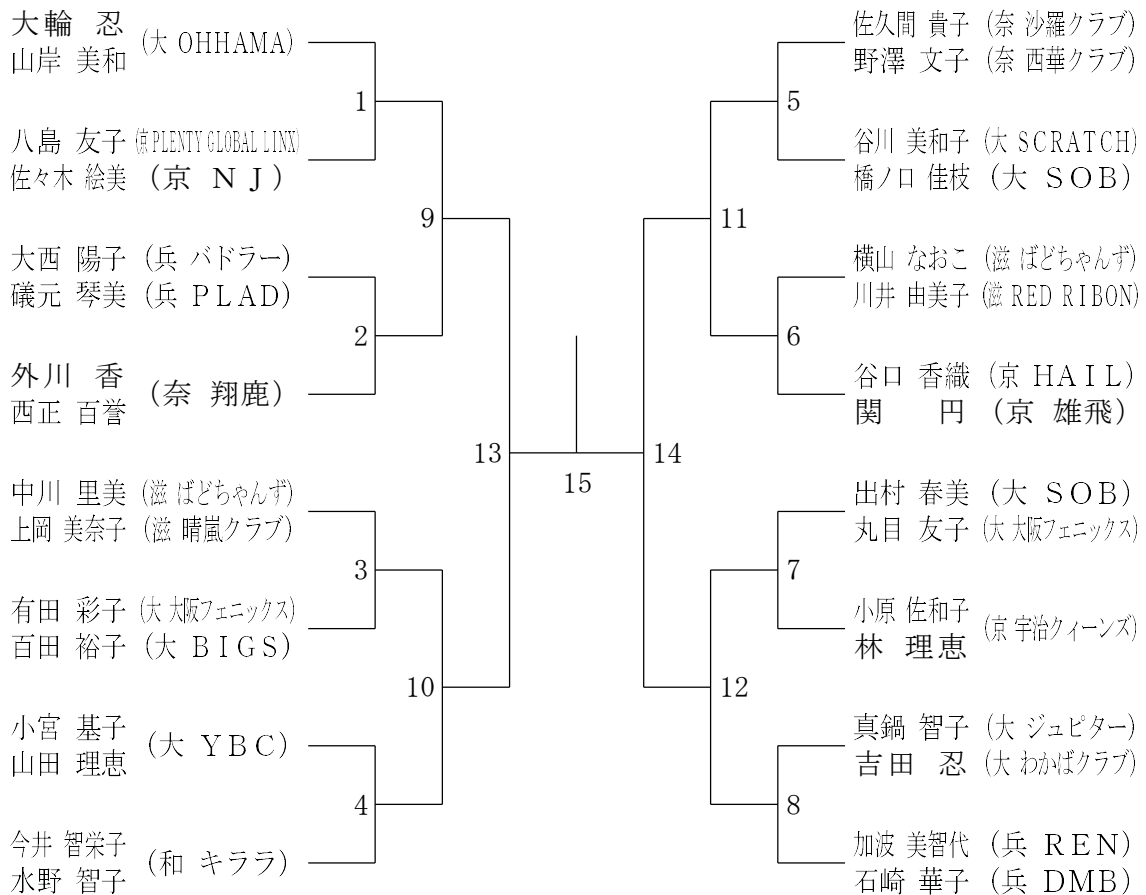 大輪 忍 (大 OHHAMA)
山岸 美和
1
八島 友子 (京 PLENTY GLOBAL LINX)
佐々木 絵美 (京 ＮＪ)
9
大西 陽子 (兵 バドラー)
礒元 琴美 (兵 ＰＬＡＤ)
2
外川 香 (奈 翔鹿)
西正 百誉
13
中川 里美 (滋 ばどちゃんず)
上岡 美奈子 (滋 晴嵐クラブ)
3
有田 彩子 (大 大阪フェニックス)
百田 裕子 (大 ＢＩＧＳ)
10
小宮 基子 (大 ＹＢＣ)
山田 理恵
4
今井 智栄子 (和 キララ)
水野 智子
15
佐久間 貴子 (奈 沙羅クラブ)
野澤 文子 (奈 西華クラブ)
5
谷川 美和子 (大 SCRATCH)
橋ノ口 佳枝 (大 ＳＯＢ)
11
横山 なおこ (滋 ばどちゃんず)
川井 由美子 (滋 RED RIBON)
6
谷口 香織 (京 ＨＡＩＬ)
関 円 (京 雄飛)
14
出村 春美 (大 ＳＯＢ)
丸目 友子 (大 大阪フェニックス)
7
小原 佐和子 (京 宇治クィーンズ)
林 理恵
12
真鍋 智子 (大 ジュピター)
吉田 忍 (大 わかばクラブ)
8
加波 美智代 (兵 ＲＥＮ)
石崎 華子 (兵 ＤＭＢ)